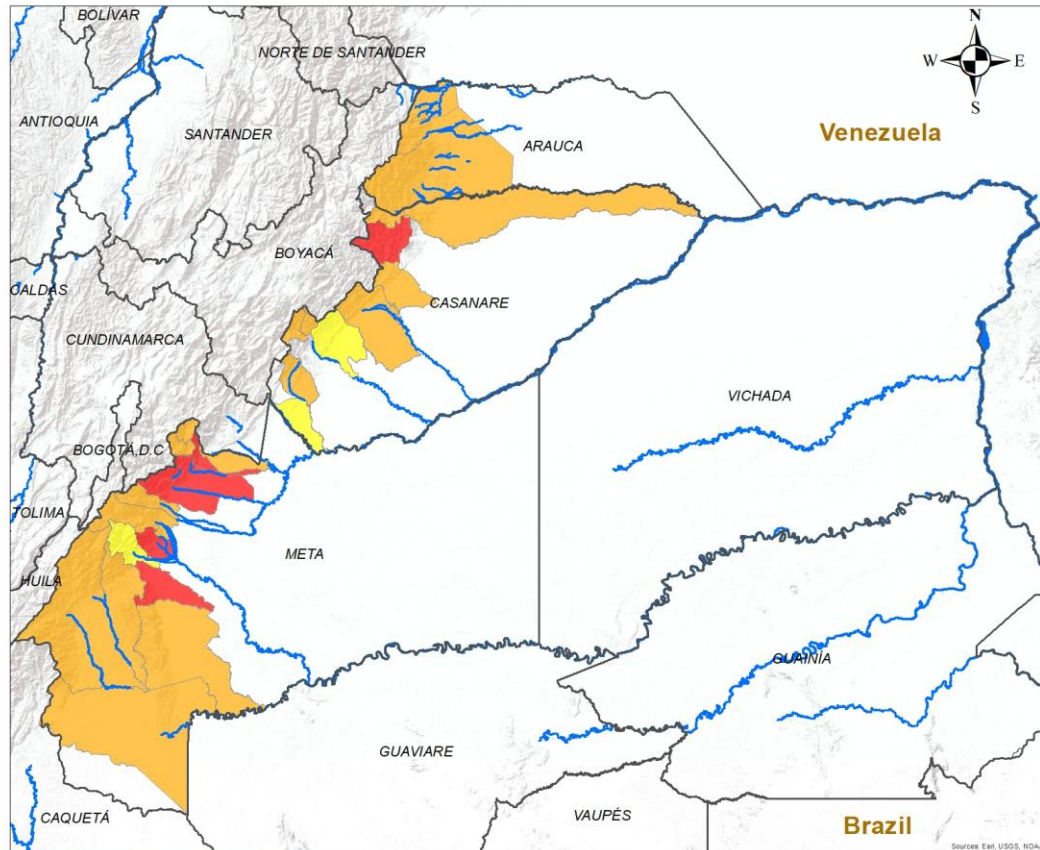 BOLÍVAR
N
NORTE DE SANTANDER
W
E
S
ANTIOQUIA
SANTANDER
ARAUCA
Venezuela
BOYACÁ
CALDAS
CASANARE
CUNDINAMARCA
VICHADA
BOGOTÁ,D.C
TOLIMA
META
HUILA
GUAINÍA
GUAVIARE
CAQUETÁ
VAUPÉS
Brazil
Sources: Esri, USGS, NOAA